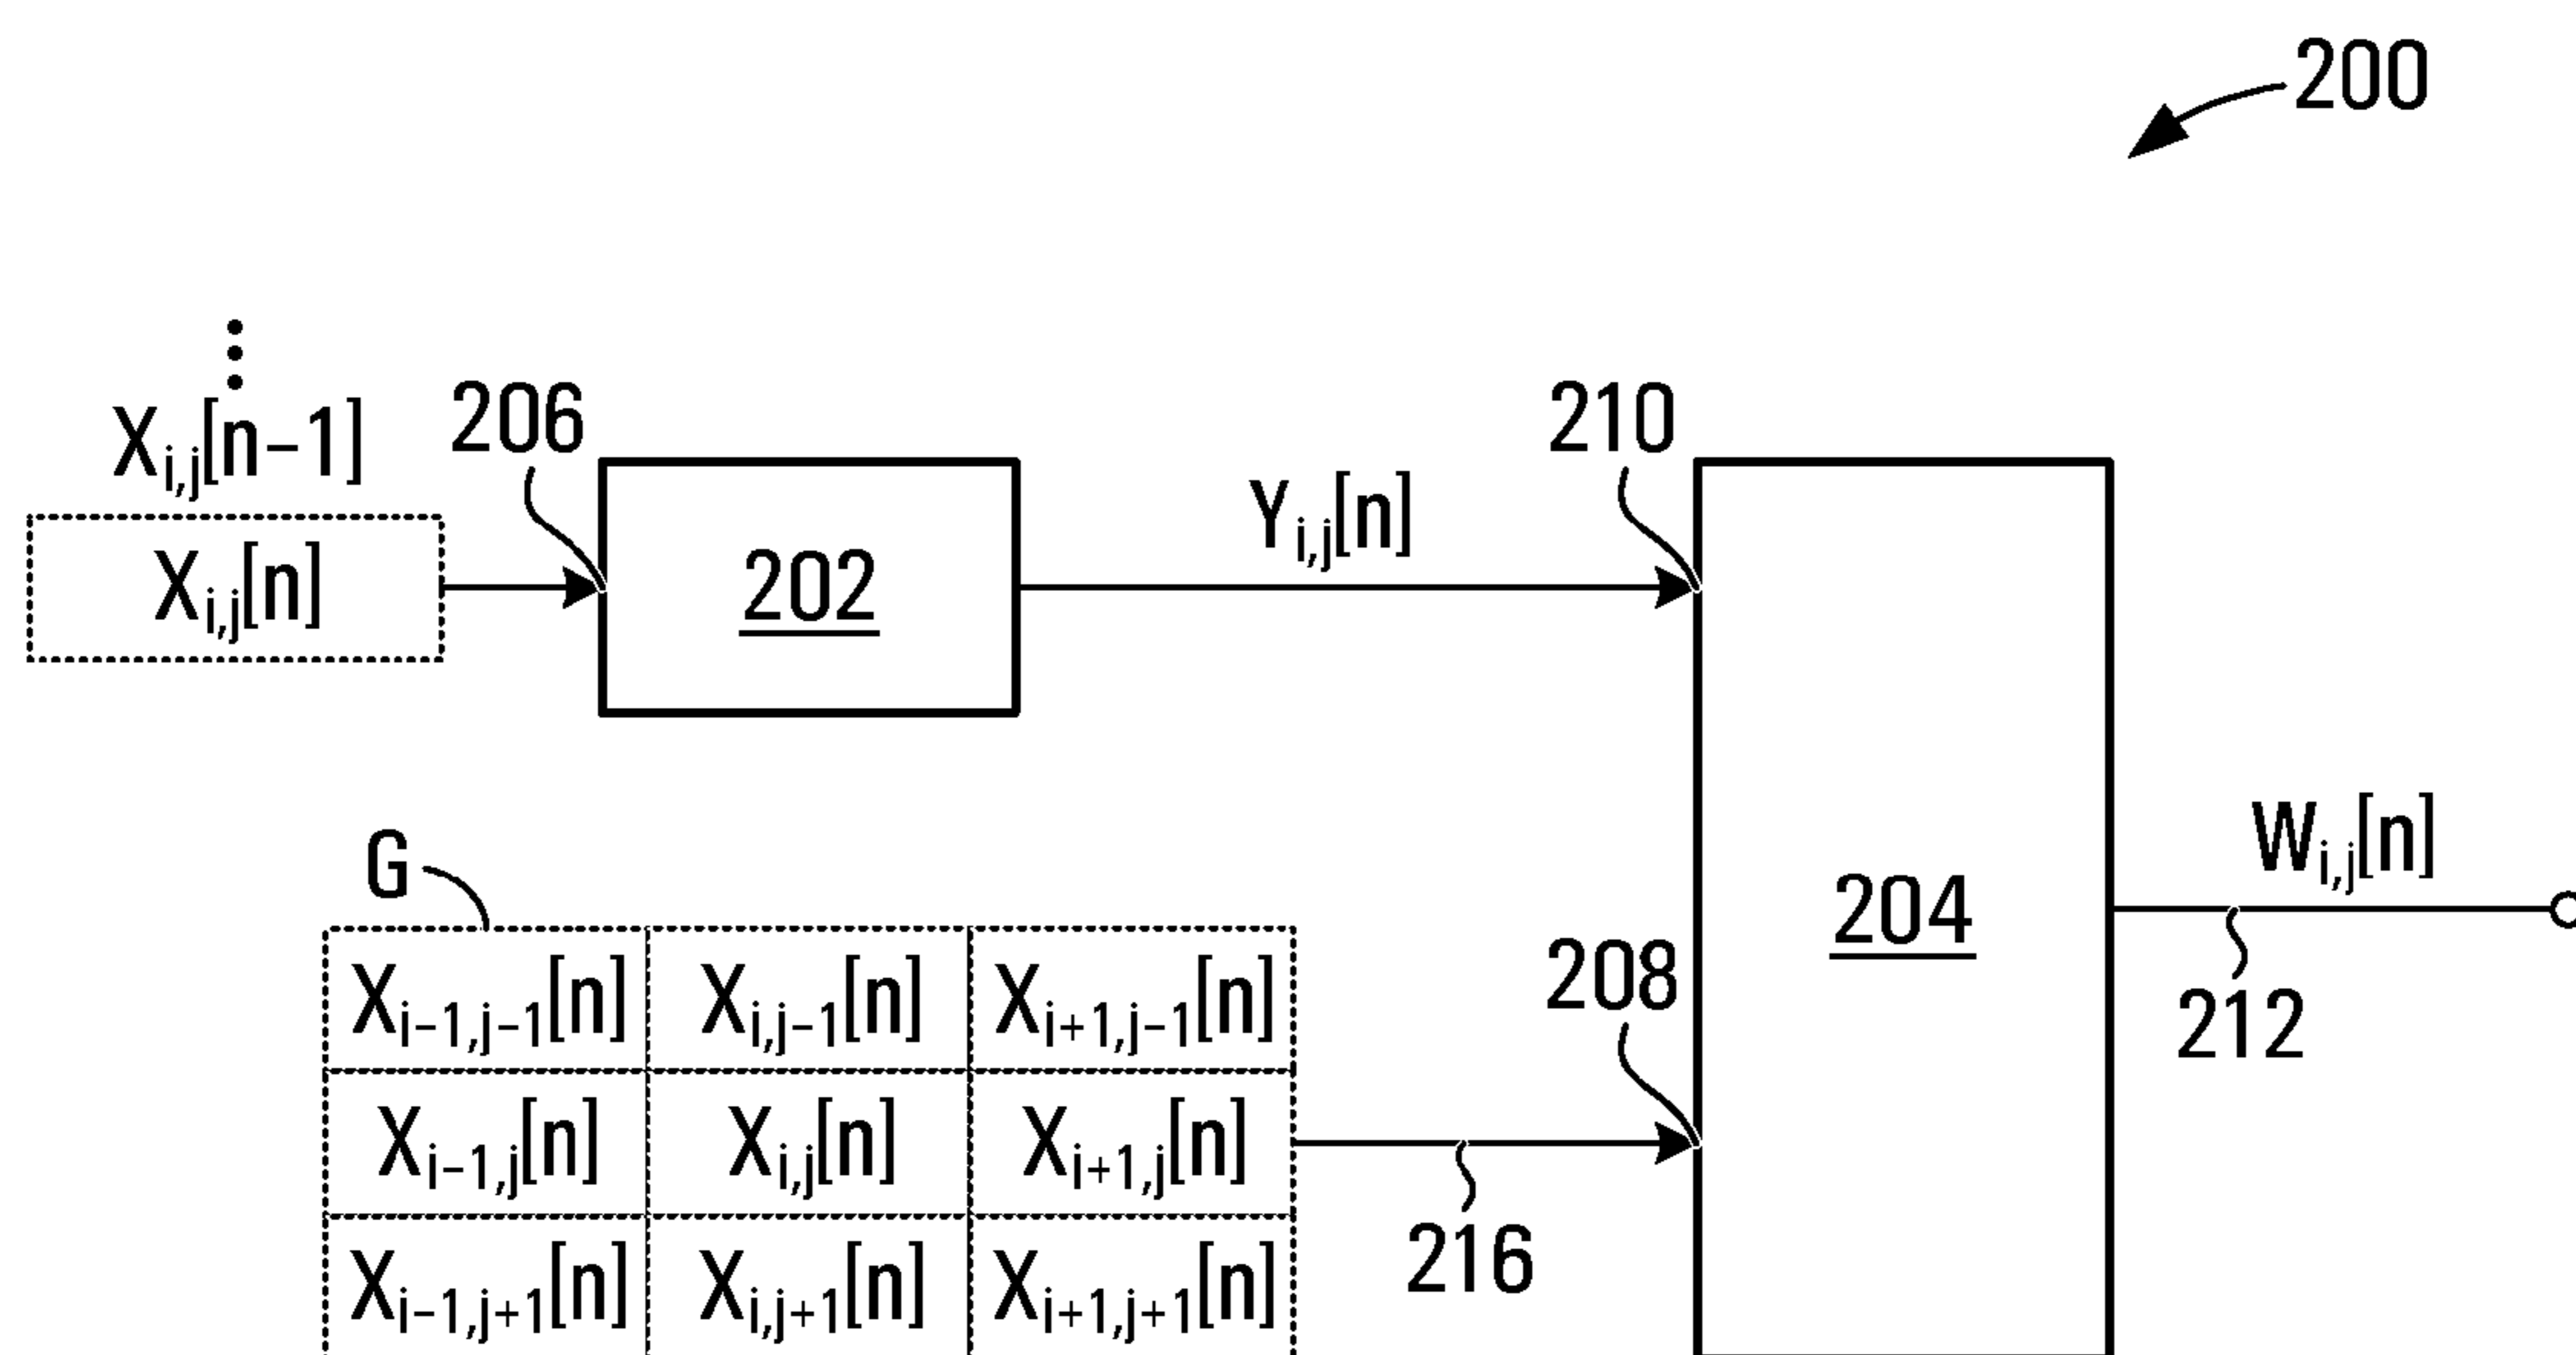 200
X_{i,j}[n−1]
206
210
Y_{i,j}[n]
X_{i,j}[n]
202
W_{i,j}[n]
G
204
208
X_{i−1,j−1}[n] X_{i,j−1}[n] X_{i+1,j−1}[n]
212
X_{i−1,j}[n] X_{i,j}[n] X_{i+1,j}[n]
216
X_{i−1,j+1}[n] X_{i,j+1}[n] X_{i+1,j+1}[n]